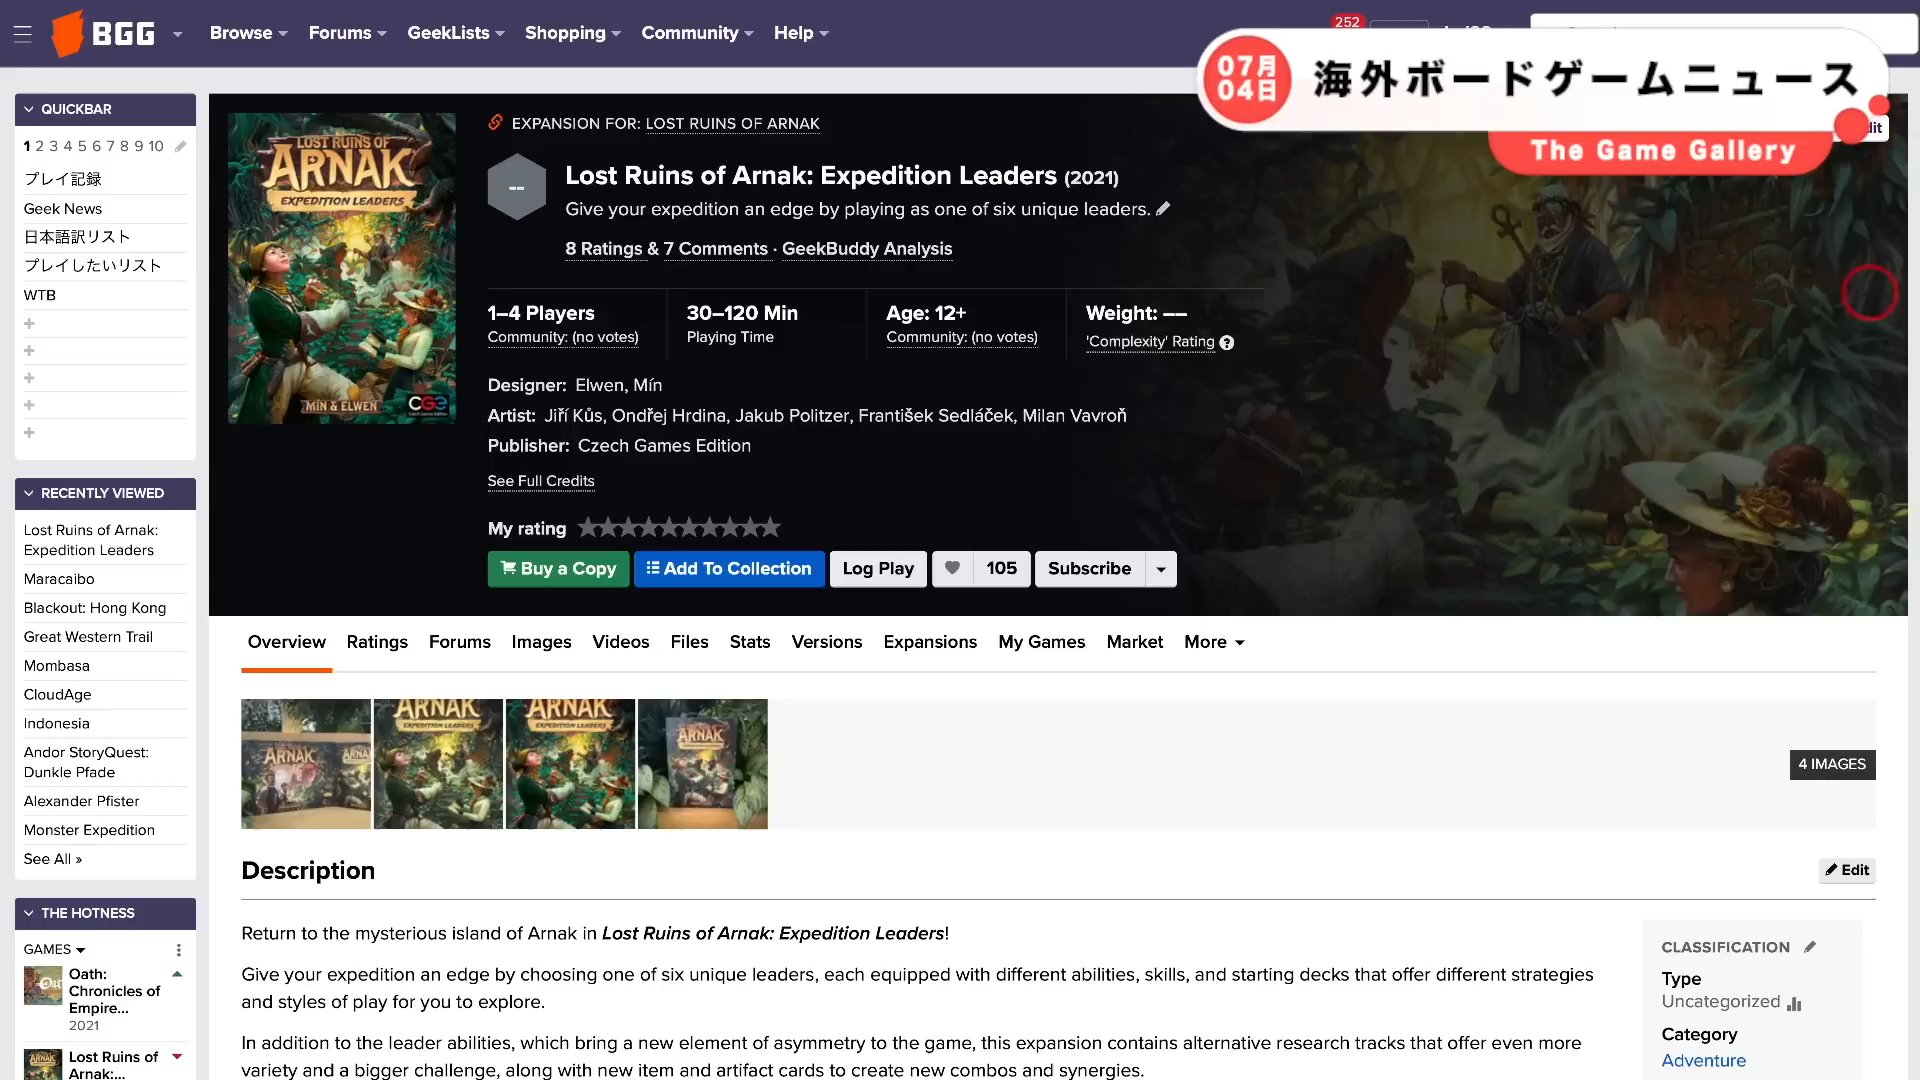 BGG
Browse
Forums
GeekLists
Shopping
Community
Help
252
07月
04日
海外ボードゲームニュース
The Game Gallery
QUICKBAR
1 2 3 4 5 6 7 8 9 10
プレイ記録
Geek News
日本語訳リスト
プレイしたいリスト
WTB
RECENTLY VIEWED
Lost Ruins of Arnak:
Expedition Leaders
Maracaibo
Blackout: Hong Kong
Great Western Trail
Mombasa
CloudAge
Indonesia
Andor StoryQuest:
Dunkle Pfade
Alexander Pfister
Monster Expedition
See All »
THE HOTNESS
GAMES
Oath:
Chronicles of
Empire...
2021
Lost Ruins of
Arnak:...
LOST RUINS OF
ARNAK
EXPEDITION LEADERS
MÍN & ELWEN
CGE
EXPANSION FOR: LOST RUINS OF ARNAK
--
Lost Ruins of Arnak: Expedition Leaders (2021)
Give your expedition an edge by playing as one of six unique leaders.
8 Ratings & 7 Comments · GeekBuddy Analysis
1–4 Players
Community: (no votes)
30–120 Min
Playing Time
Age: 12+
Community: (no votes)
Weight: —
'Complexity' Rating
Designer: Elwen, Mín
Artist: Jiří Kůs, Ondřej Hrdina, Jakub Politzer, František Sedláček, Milan Vavroň
Publisher: Czech Games Edition
See Full Credits
My rating
Buy a Copy
Add To Collection
Log Play
105
Subscribe
Overview
Ratings
Forums
Images
Videos
Files
Stats
Versions
Expansions
My Games
Market
More
ARNAK
ARNAK
EXPEDITION LEADERS
ARNAK
EXPEDITION LEADERS
ARNAK
4 IMAGES
Description
Edit
Return to the mysterious island of Arnak in Lost Ruins of Arnak: Expedition Leaders!
Give your expedition an edge by choosing one of six unique leaders, each equipped with different abilities, skills, and starting decks that offer different strategies
and styles of play for you to explore.
In addition to the leader abilities, which bring a new element of asymmetry to the game, this expansion contains alternative research tracks that offer even more
variety and a bigger challenge, along with new item and artifact cards to create new combos and synergies.
CLASSIFICATION
Type
Uncategorized
Category
Adventure